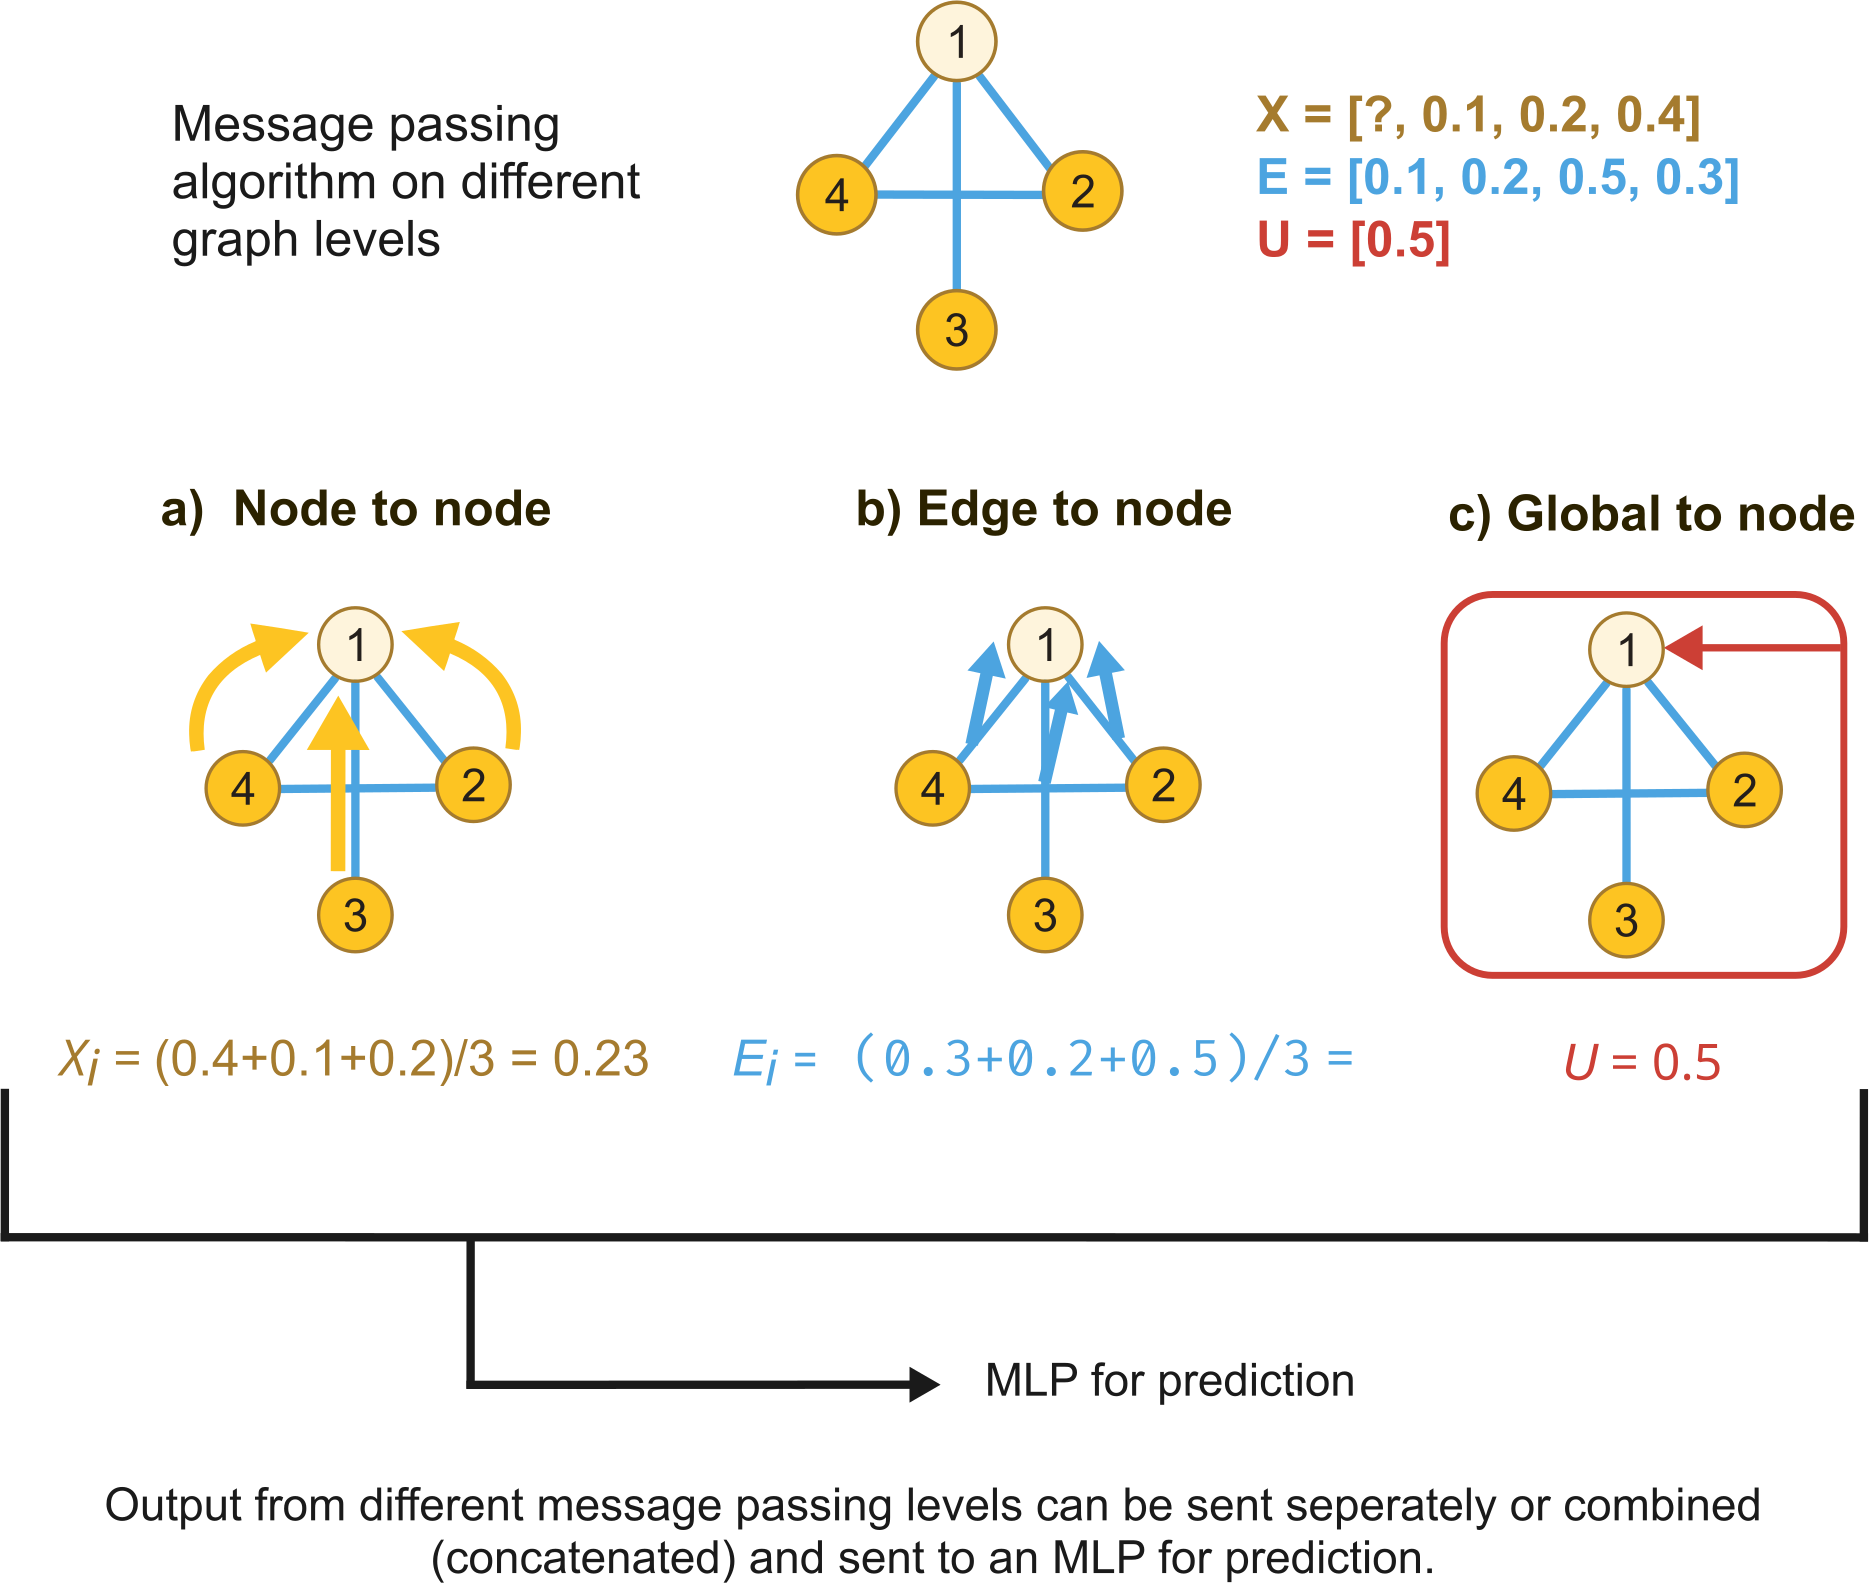 1
Message passing
algorithm on different
graph levels
4
2
3
X = [?, 0.1, 0.2, 0.4]
E = [0.1, 0.2, 0.5, 0.3]
U = [0.5]
a) Node to node
b) Edge to node
c) Global to node
1
4
2
3
1
4
2
3
1
4
2
3
Xi = (0.4+0.1+0.2)/3 = 0.23
Ei = (0.3+0.2+0.5)/3 =
U = 0.5
MLP for prediction
Output from different message passing levels can be sent seperately or combined
(concatenated) and sent to an MLP for prediction.